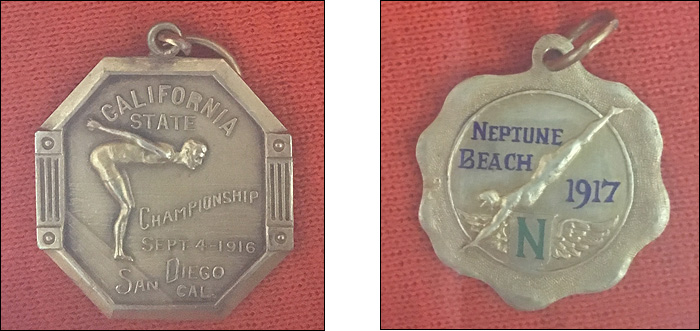 CALIFORNIA
STATE
CHAMPIONSHIP
SEPT 4-1916
SAN DIEGO
CAL.
NEPTUNE
BEACH
1917
N